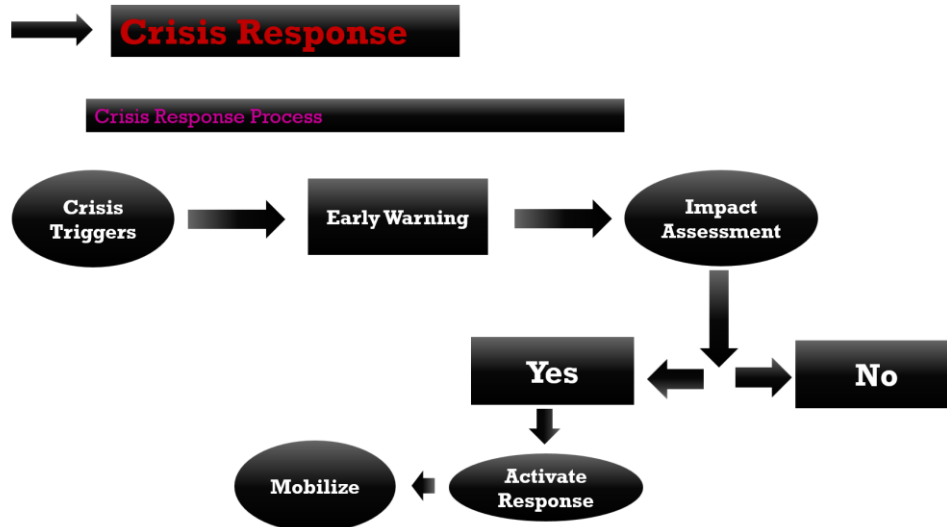 Crisis Response
Crisis Response Process
Crisis
Triggers
Early Warning
Impact
Assessment
Yes
No
Activate
Response
Mobilize